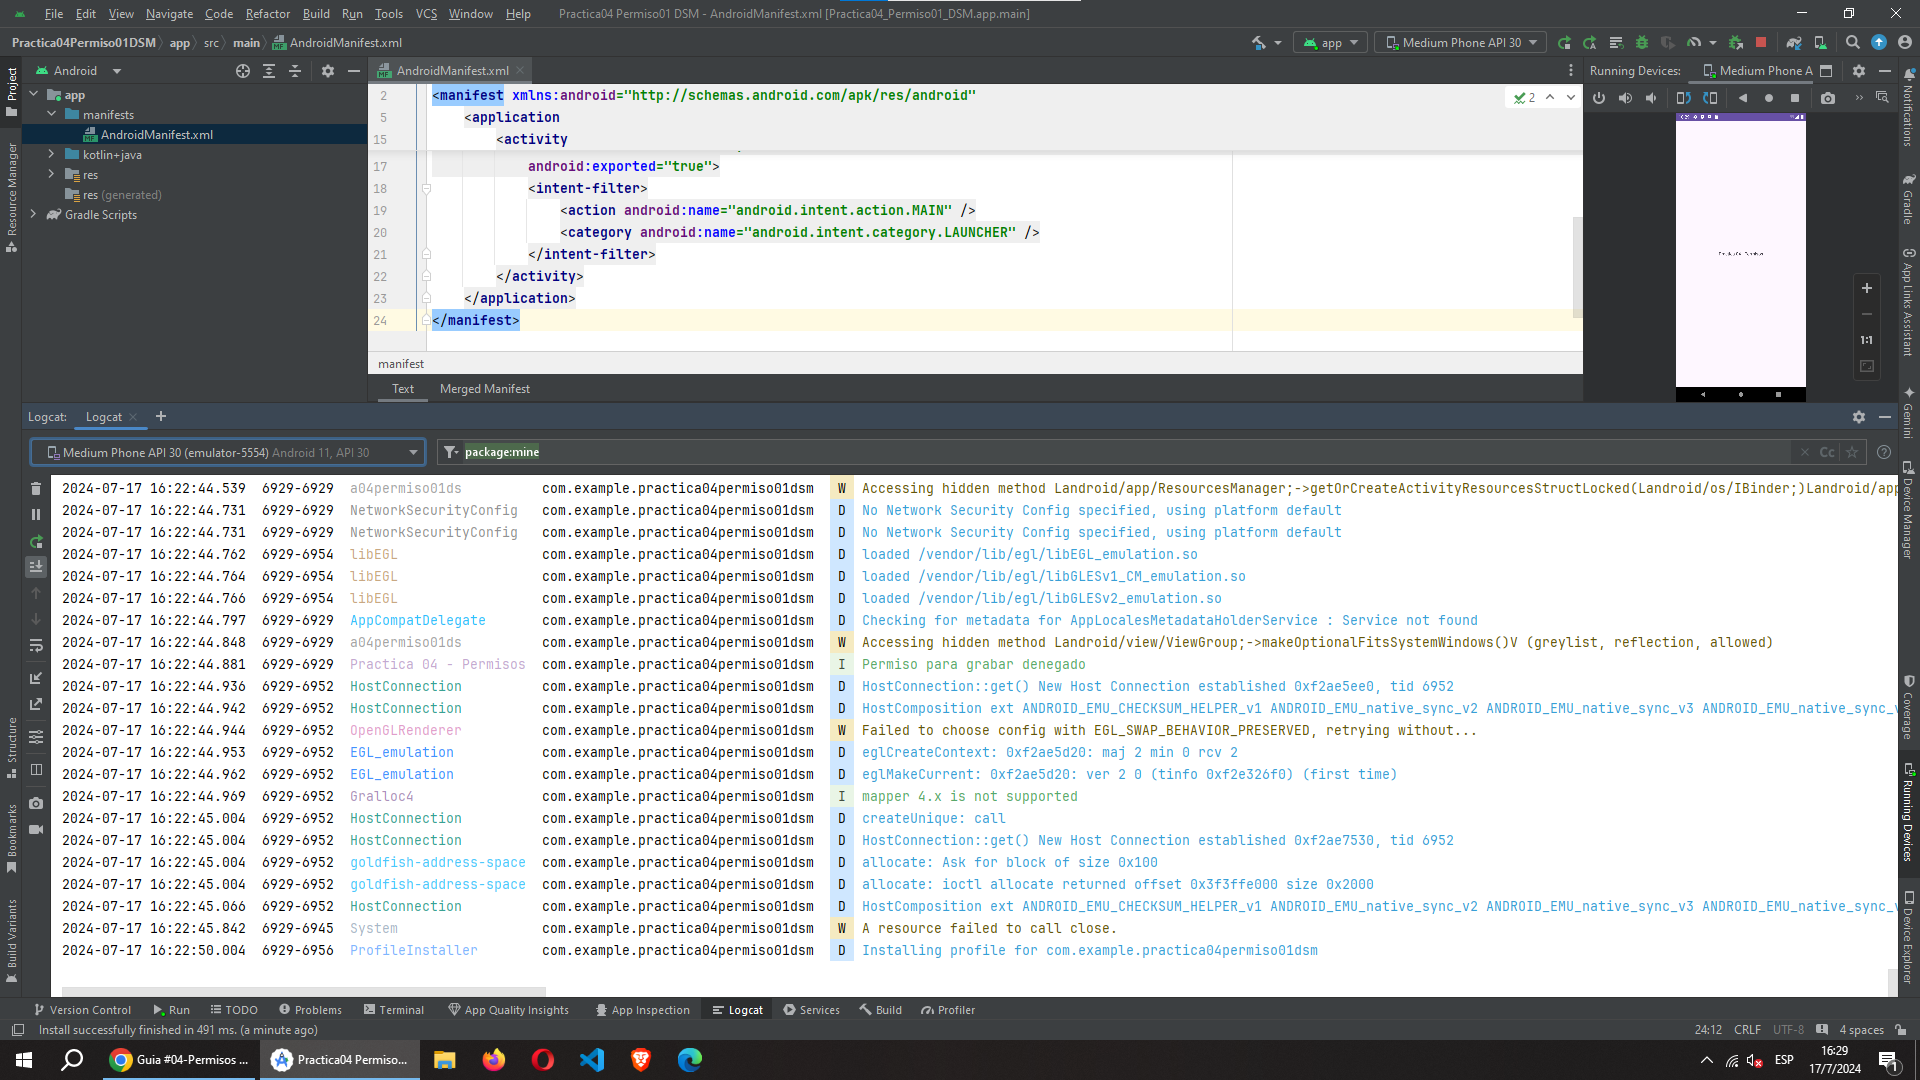 File Edit View Navigate Code Refactor Build Run Tools VCS Window Help Practica04 Permiso01 DSM - AndroidManifest.xml [Practica04_Permiso01_DSM.app.main]
Practica04Permiso01DSM app src main AndroidManifest.xml app Medium Phone API 30
Android AndroidManifest.xml Running Devices: Medium Phone A
app
manifests
AndroidManifest.xml
kotlin+java
res
res (generated)
Gradle Scripts
2 <manifest xmlns:android="http://schemas.android.com/apk/res/android" 2
5 <application
15 <activity
17 android:exported="true">
18 <intent-filter>
19 <action android:name="android.intent.action.MAIN" />
20 <category android:name="android.intent.category.LAUNCHER" />
21 </intent-filter>
22 </activity>
23 </application>
24 </manifest>
manifest
Text Merged Manifest
1:1
Logcat: Logcat
Medium Phone API 30 (emulator-5554) Android 11, API 30 package:mine Cc
2024-07-17 16:22:44.539 6929-6929 a04permiso01ds com.example.practica04permiso01dsm W Accessing hidden method Landroid/app/ResourcesManager;->getOrCreateActivityResourcesStructLocked(Landroid/os/IBinder;)Landroid/app
2024-07-17 16:22:44.731 6929-6929 NetworkSecurityConfig com.example.practica04permiso01dsm D No Network Security Config specified, using platform default
2024-07-17 16:22:44.731 6929-6929 NetworkSecurityConfig com.example.practica04permiso01dsm D No Network Security Config specified, using platform default
2024-07-17 16:22:44.762 6929-6954 libEGL com.example.practica04permiso01dsm D loaded /vendor/lib/egl/libEGL_emulation.so
2024-07-17 16:22:44.764 6929-6954 libEGL com.example.practica04permiso01dsm D loaded /vendor/lib/egl/libGLESv1_CM_emulation.so
2024-07-17 16:22:44.766 6929-6954 libEGL com.example.practica04permiso01dsm D loaded /vendor/lib/egl/libGLESv2_emulation.so
2024-07-17 16:22:44.797 6929-6929 AppCompatDelegate com.example.practica04permiso01dsm D Checking for metadata for AppLocalesMetadataHolderService : Service not found
2024-07-17 16:22:44.848 6929-6929 a04permiso01ds com.example.practica04permiso01dsm W Accessing hidden method Landroid/view/ViewGroup;->makeOptionalFitsSystemWindows()V (greylist, reflection, allowed)
2024-07-17 16:22:44.881 6929-6929 Practica 04 - Permisos com.example.practica04permiso01dsm I Permiso para grabar denegado
2024-07-17 16:22:44.936 6929-6952 HostConnection com.example.practica04permiso01dsm D HostConnection::get() New Host Connection established 0xf2ae5ee0, tid 6952
2024-07-17 16:22:44.942 6929-6952 HostConnection com.example.practica04permiso01dsm D HostComposition ext ANDROID_EMU_CHECKSUM_HELPER_v1 ANDROID_EMU_native_sync_v2 ANDROID_EMU_native_sync_v3 ANDROID_EMU_native_sync_v
2024-07-17 16:22:44.944 6929-6952 OpenGLRenderer com.example.practica04permiso01dsm W Failed to choose config with EGL_SWAP_BEHAVIOR_PRESERVED, retrying without...
2024-07-17 16:22:44.953 6929-6952 EGL_emulation com.example.practica04permiso01dsm D eglCreateContext: 0xf2ae5d20: maj 2 min 0 rcv 2
2024-07-17 16:22:44.962 6929-6952 EGL_emulation com.example.practica04permiso01dsm D eglMakeCurrent: 0xf2ae5d20: ver 2 0 (tinfo 0xf2e326f0) (first time)
2024-07-17 16:22:44.969 6929-6952 Gralloc4 com.example.practica04permiso01dsm I mapper 4.x is not supported
2024-07-17 16:22:45.004 6929-6952 HostConnection com.example.practica04permiso01dsm D createUnique: call
2024-07-17 16:22:45.004 6929-6952 HostConnection com.example.practica04permiso01dsm D HostConnection::get() New Host Connection established 0xf2ae7530, tid 6952
2024-07-17 16:22:45.004 6929-6952 goldfish-address-space com.example.practica04permiso01dsm D allocate: Ask for block of size 0x100
2024-07-17 16:22:45.004 6929-6952 goldfish-address-space com.example.practica04permiso01dsm D allocate: ioctl allocate returned offset 0x3f3ffe000 size 0x2000
2024-07-17 16:22:45.066 6929-6952 HostConnection com.example.practica04permiso01dsm D HostComposition ext ANDROID_EMU_CHECKSUM_HELPER_v1 ANDROID_EMU_native_sync_v2 ANDROID_EMU_native_sync_v3 ANDROID_EMU_native_sync_v
2024-07-17 16:22:45.842 6929-6945 System com.example.practica04permiso01dsm W A resource failed to call close.
2024-07-17 16:22:50.004 6929-6956 ProfileInstaller com.example.practica04permiso01dsm D Installing profile for com.example.practica04permiso01dsm
Project
Resource Manager
Structure
Bookmarks
Build Variants
Notifications
Gradle
App Links Assistant
Gemini
Device Manager
Coverage
Running Devices
Device Explorer
Version Control Run TODO Problems Terminal App Quality Insights App Inspection Logcat Services Build Profiler
Install successfully finished in 491 ms. (a minute ago) 24:12 CRLF UTF-8 4 spaces
Guia #04-Permisos ... Practica04 Permiso... ESP 16:29
17/7/2024 1